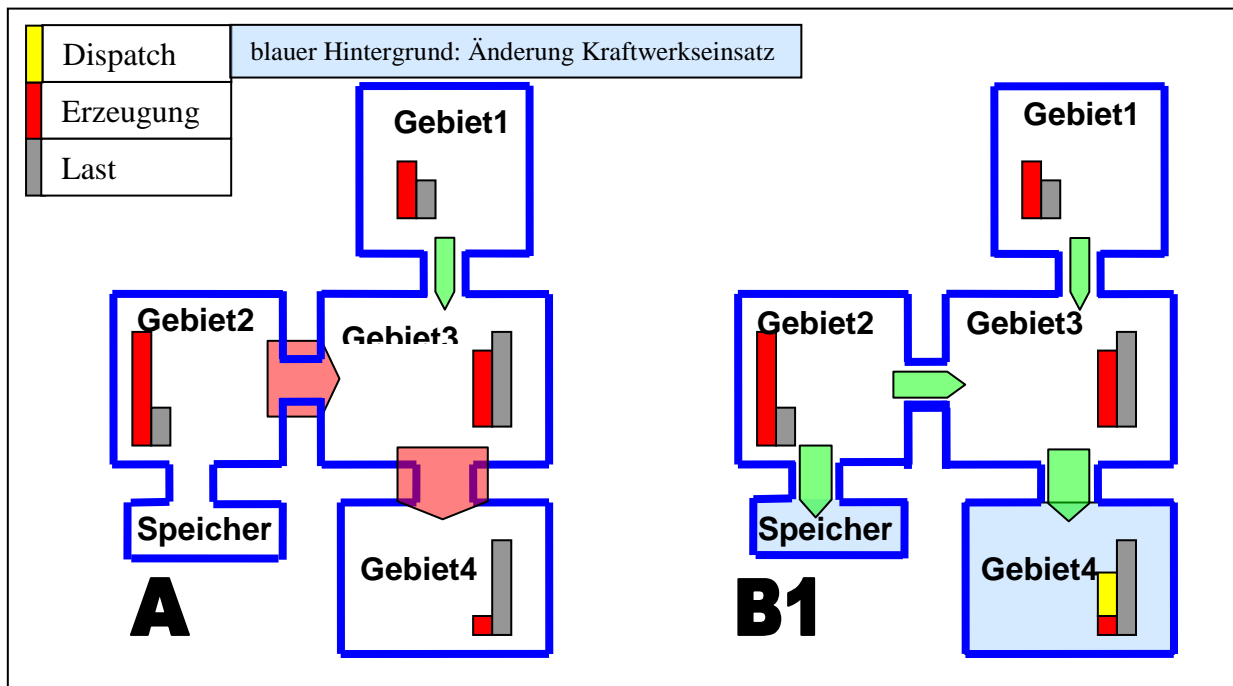 Dispatch
blauer Hintergrund: Änderung Kraftwerkseinsatz
Erzeugung
Last
Gebiet1
Gebiet2
Gebiet3
Speicher
Gebiet4
A
Gebiet1
Gebiet2
Gebiet3
Speicher
Gebiet4
B1